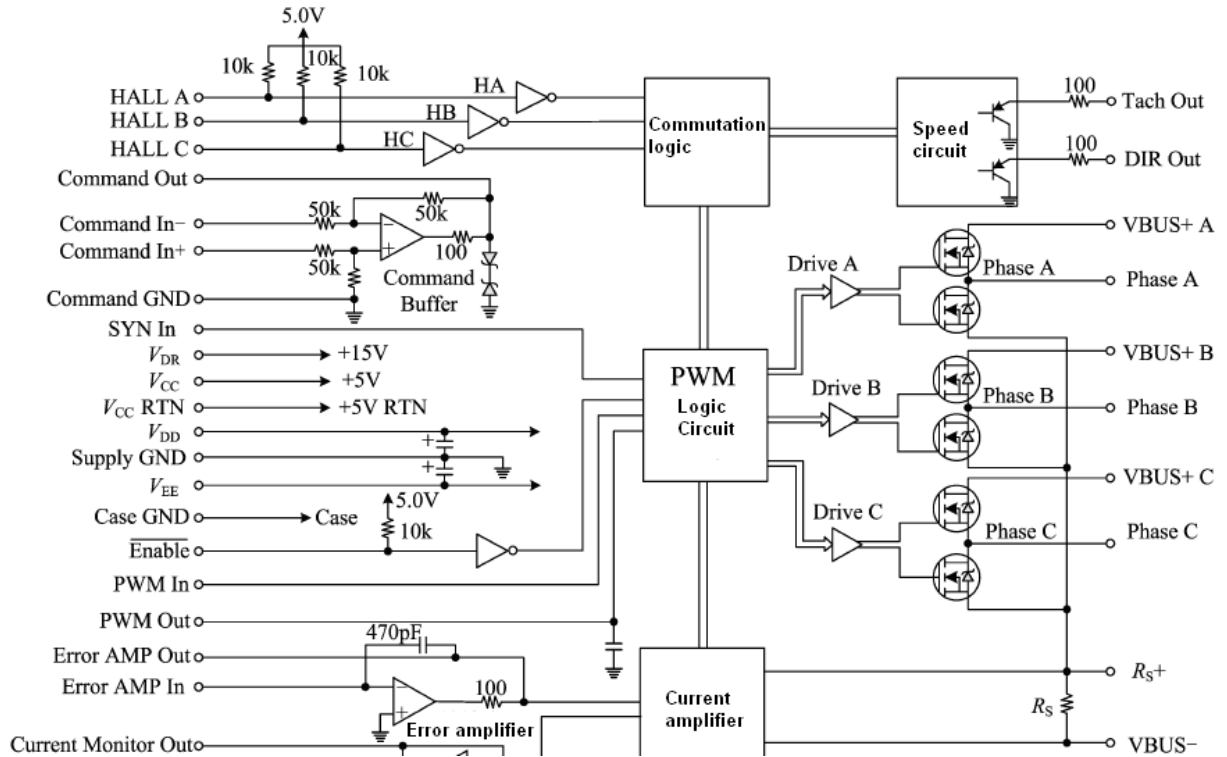 5.0V
10k
10k
10k
HALL A
HALL B
HALL C
HA
HB
HC
Commutation
logic
Speed
circuit
100
Tach Out
100
DIR Out
Command Out
Command In−
Command In+
Command GND
50k
50k
50k
100
Command
Buffer
SYN In
VDR
+15V
VCC
+5V
VCC RTN
+5V RTN
VDD
+
Supply GND
+
VEE
Case GND
Case
5.0V
10k
Enable
PWM In
PWM Out
PWM
Logic
Circuit
Drive A
Drive B
Drive C
VBUS+ A
Phase A
Phase A
VBUS+ B
Phase B
Phase B
VBUS+ C
Phase C
Phase C
470pF
Error AMP Out
Error AMP In
100
Error amplifier
Current
amplifier
RS+
RS
VBUS−
Current Monitor Out